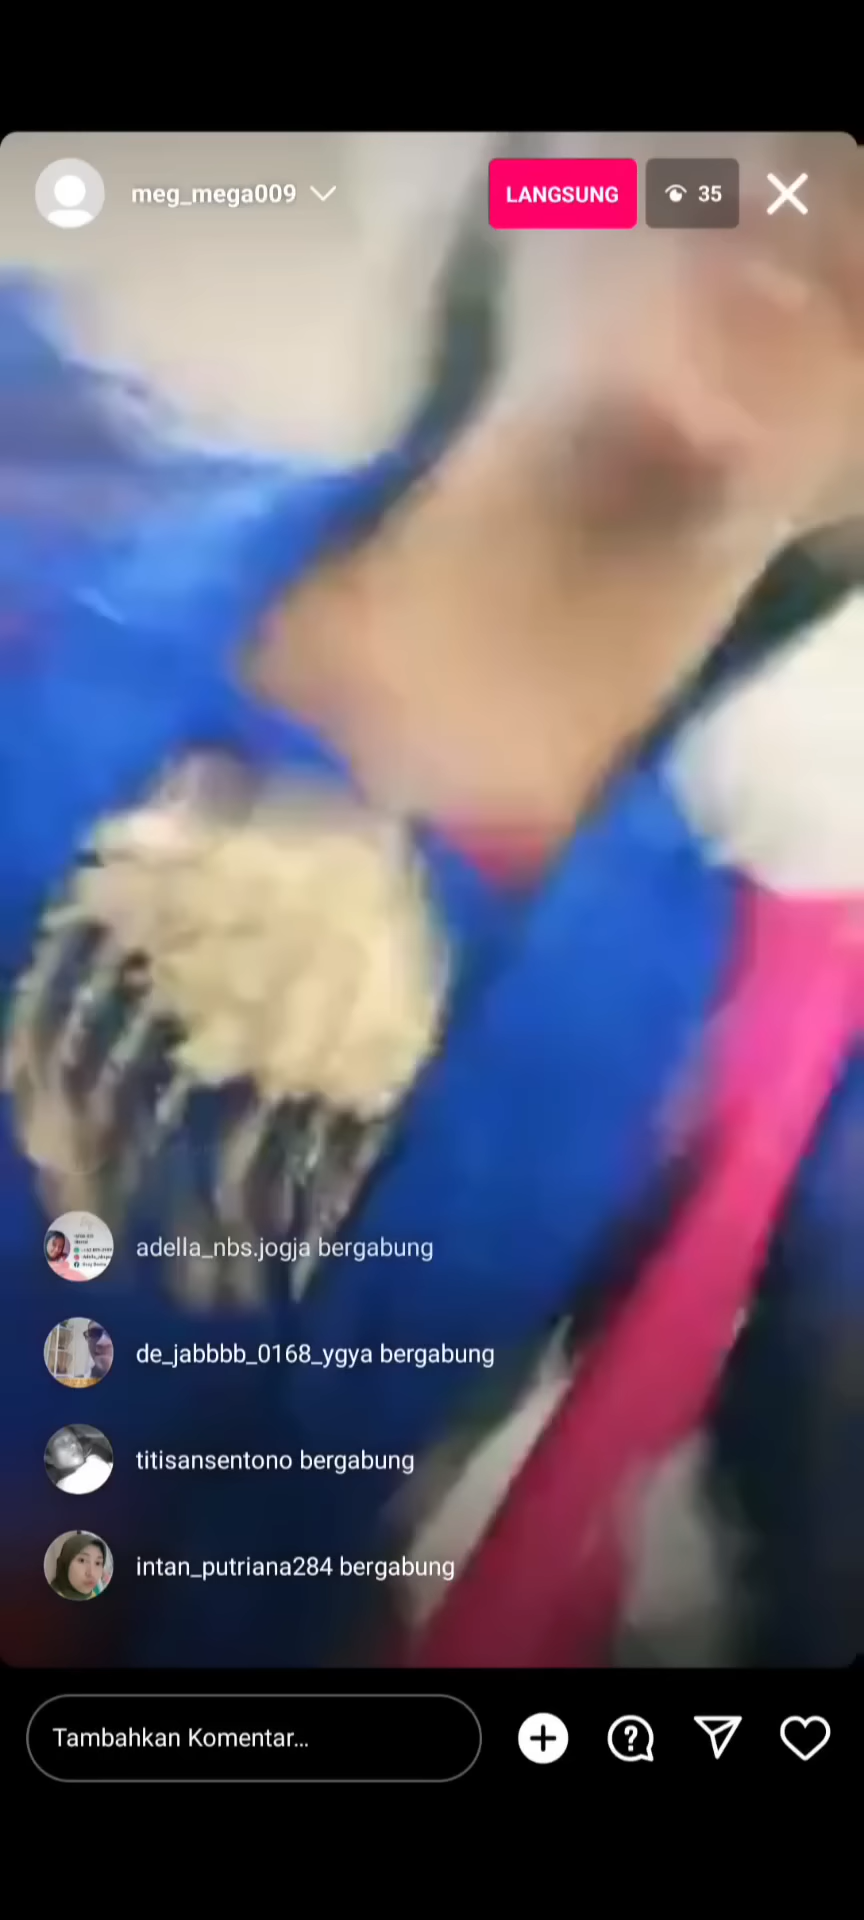 meg_mega009
LANGSUNG
35
adella_nbs.jogja bergabung
de_jabbbb_0168_ygya bergabung
titisansentono bergabung
intan_putriana284 bergabung
Tambahkan Komentar...